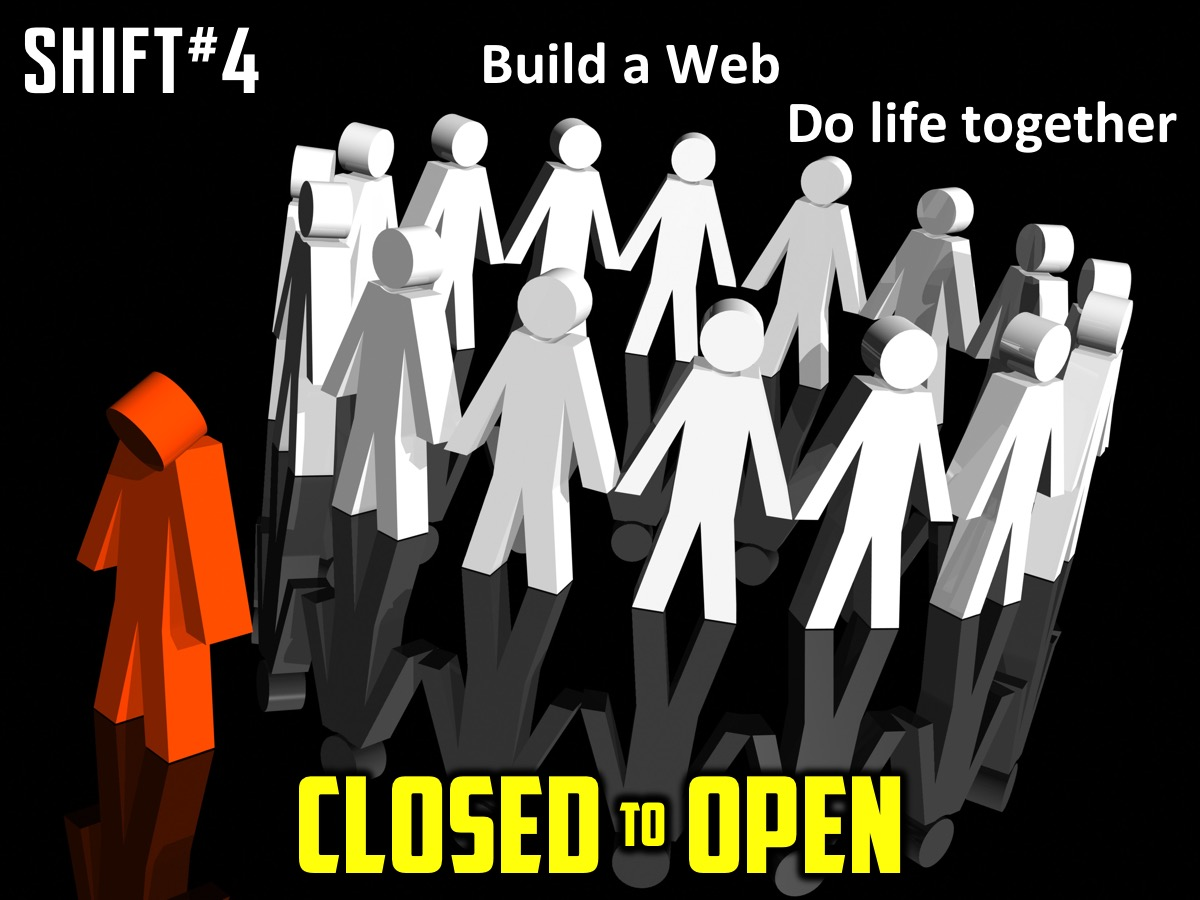 SHIFT#4
Build a Web
Do life together
CLOSED TO OPEN